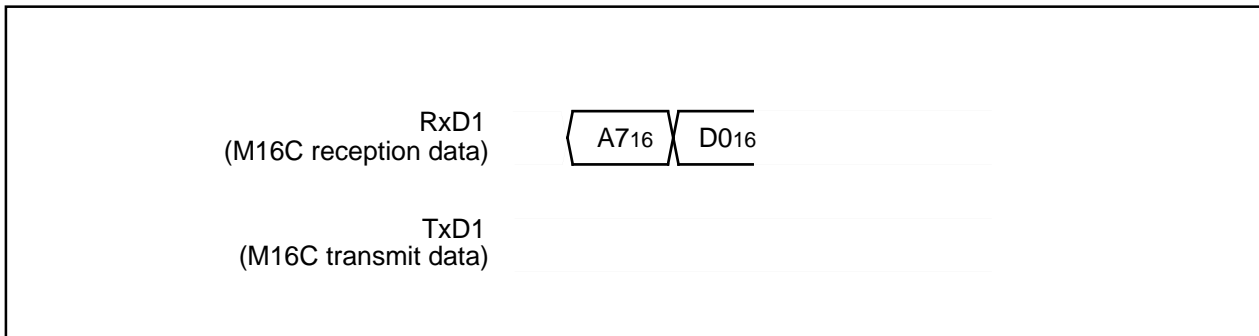 RxD1
(M16C reception data)
A716
D016
TxD1
(M16C transmit data)